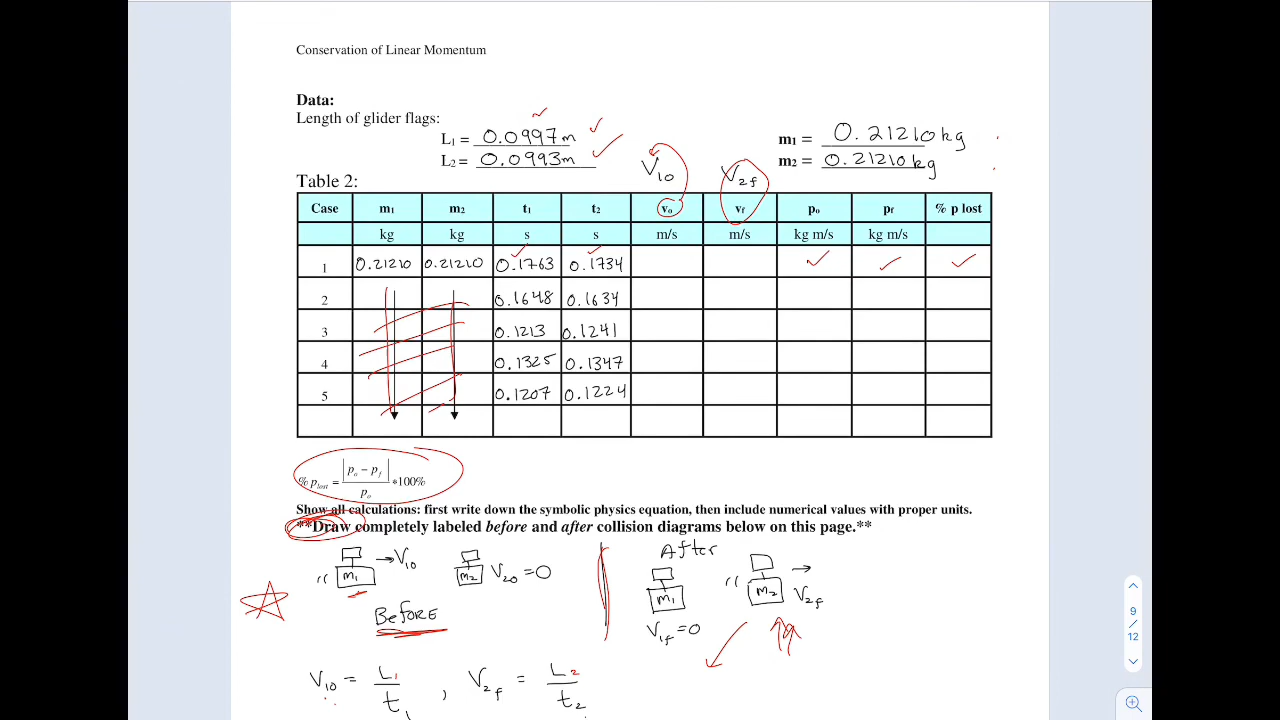 Conservation of Linear Momentum
Data:
Length of glider flags:
L1 = 0.0997m
m1 = 0.21210kg
L2 = 0.0993m
m2 = 0.21210kg
V10 V2f
Table 2:
Case m1 m2 t1 t2 vo vf po pf % p lost
kg kg s s m/s m/s kg m/s kg m/s
1 0.21210 0.21210 0.1763 0.1734
2 0.1648 0.1634
3 0.1213 0.1241
4 0.1325 0.1347
5 0.1207 0.1224
% plost = |po − pf| / po *100%
Show all calculations: first write down the symbolic physics equation, then include numerical values with proper units.
**Draw completely labeled before and after collision diagrams below on this page.**
m1 → V10 m2 V20 = 0
Before
After
m1 m2 → V2f
V1f = 0
V10 = L1 / t1 , V2f = L2 / t2
9
/
12